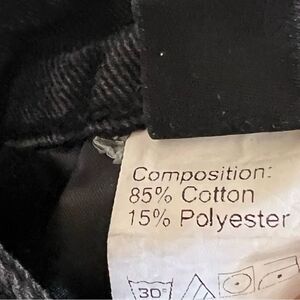 Composition:
85% Cotton
15% Polyester
30°